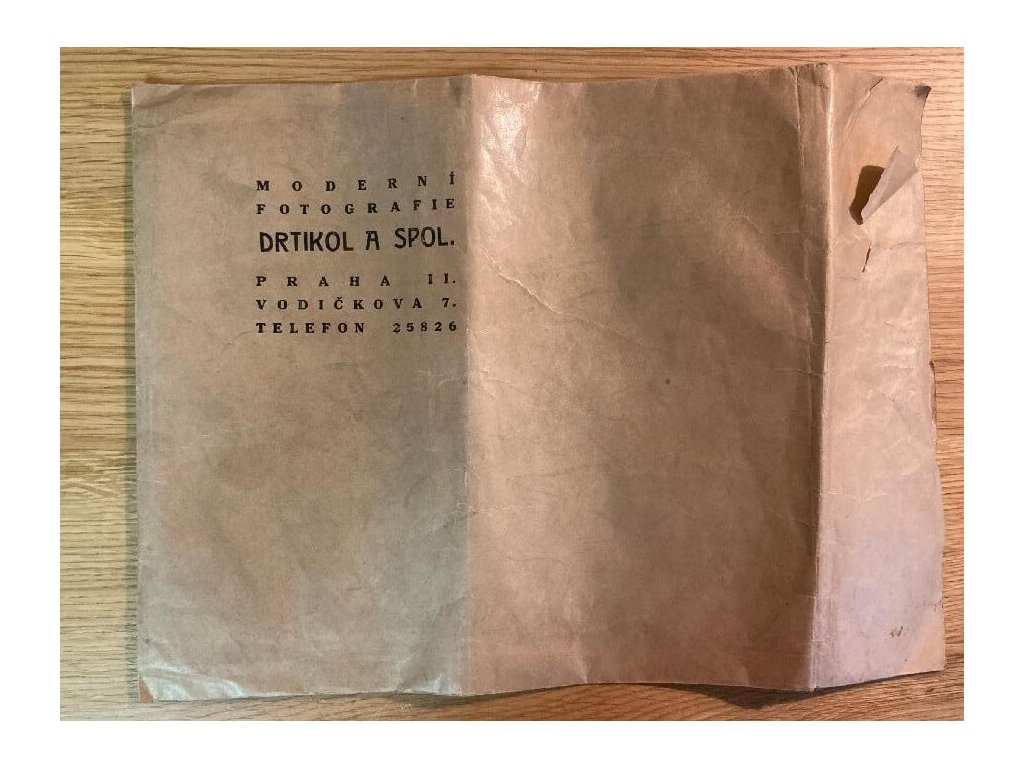 MODERNÍ
FOTOGRAFIE
DRTIKOL A SPOL.
PRAHA II.
VODIČKOVA 7.
TELEFON 25826